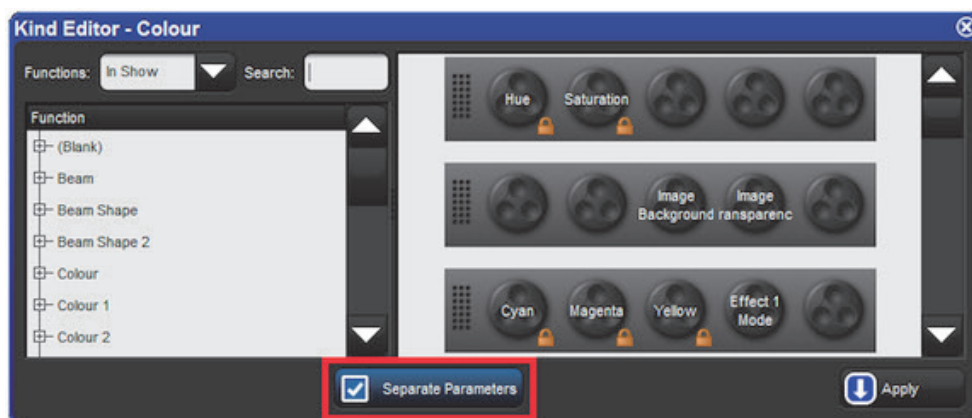 Kind Editor - Colour
Functions: In Show Search:
Function
(Blank)
Beam
Beam Shape
Beam Shape 2
Colour
Colour 1
Colour 2
Hue Saturation
Image Image
Background ransparenc
Cyan Magenta Yellow Effect 1
Mode
Separate Parameters
Apply